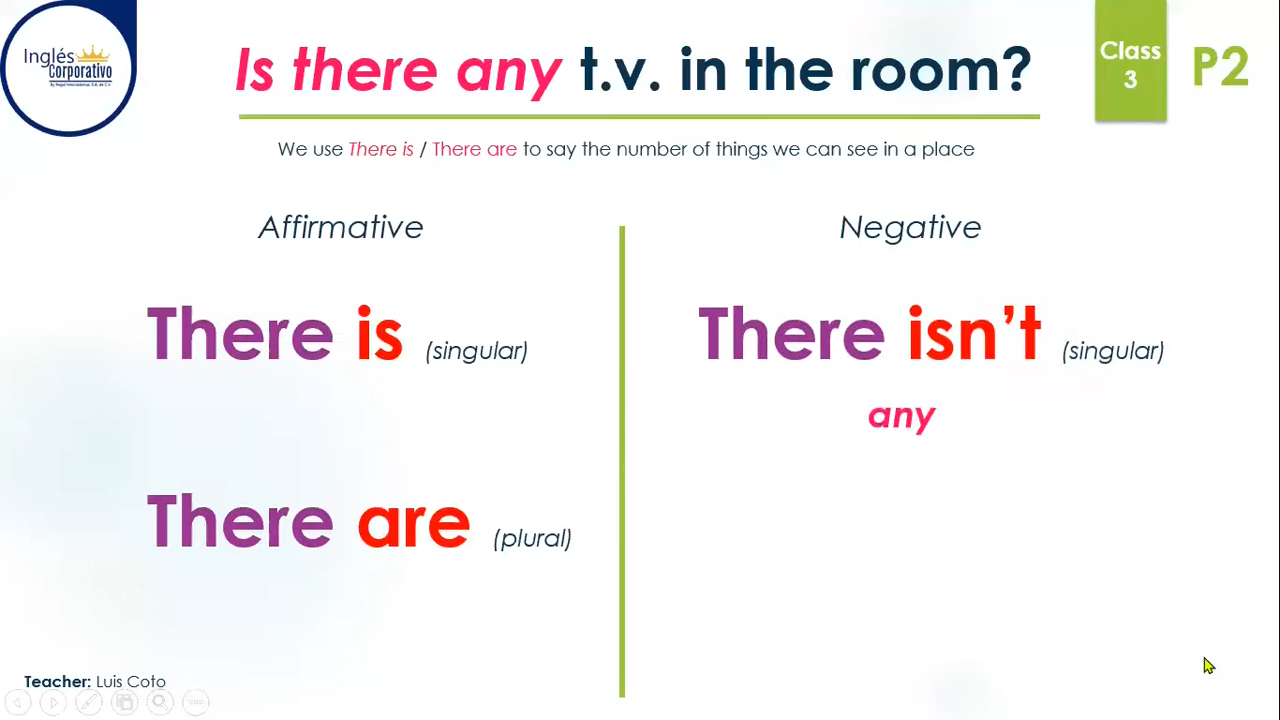 Inglés
Corporativo
Is there any t.v. in the room?
Class
3
P2
We use There is / There are to say the number of things we can see in a place
Affirmative
There is (singular)
There are (plural)
Negative
There isn't (singular)
any
Teacher: Luis Coto